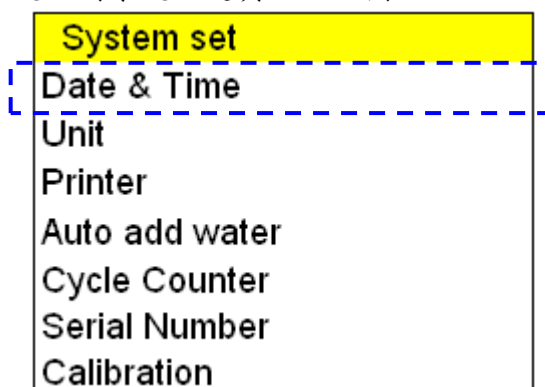 System set
Date & Time
Unit
Printer
Auto add water
Cycle Counter
Serial Number
Calibration